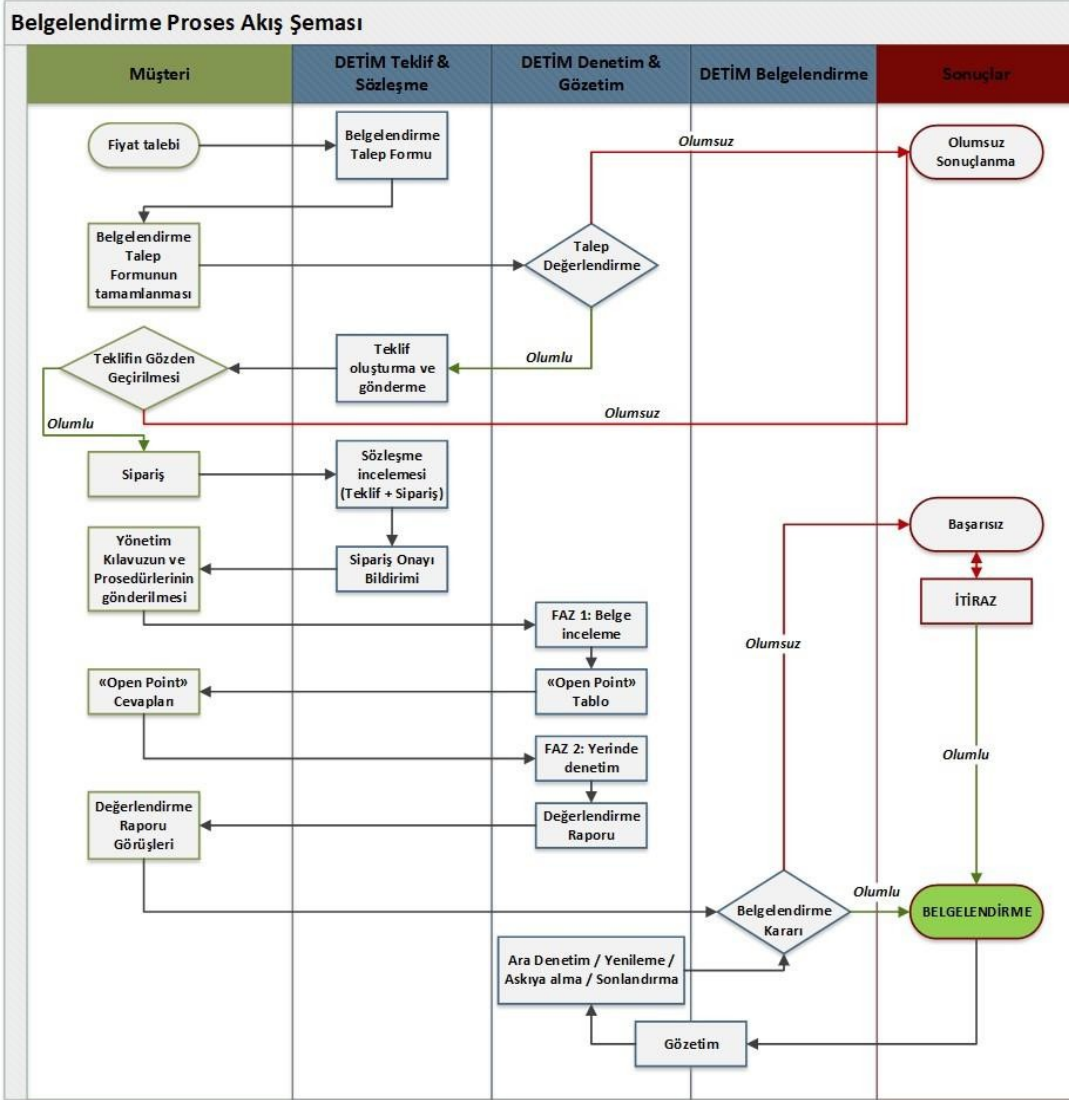 Belgelendirme Proses Akış Şeması
Müşteri
DETİM Teklif &
Sözleşme
DETİM Denetim &
Gözetim
DETİM Belgelendirme
Sonuçlar
Fiyat talebi
Belgelendirme
Talep Formu
Olumsuz
Olumsuz
Sonuçlanma
Belgelendirme
Talep
Formunun
tamamlanması
Talep
Değerlendirme
Teklifin Gözden
Geçirilmesi
Teklif
oluşturma ve
gönderme
Olumlu
Olumsuz
Olumlu
Sipariş
Sözleşme
incelemesi
(Teklif + Sipariş)
Başarısız
Yönetim
Kılavuzun ve
Prosedürlerinin
gönderilmesi
Sipariş Onayı
Bildirimi
İTİRAZ
FAZ 1: Belge
inceleme
Olumsuz
«Open Point»
Cevapları
«Open Point»
Tablo
FAZ 2: Yerinde
denetim
Olumlu
Değerlendirme
Raporu
Görüşleri
Değerlendirme
Raporu
Belgelendirme
Kararı
Olumlu
BELGELENDİRME
Ara Denetim / Yenileme /
Askıya alma / Sonlandırma
Gözetim